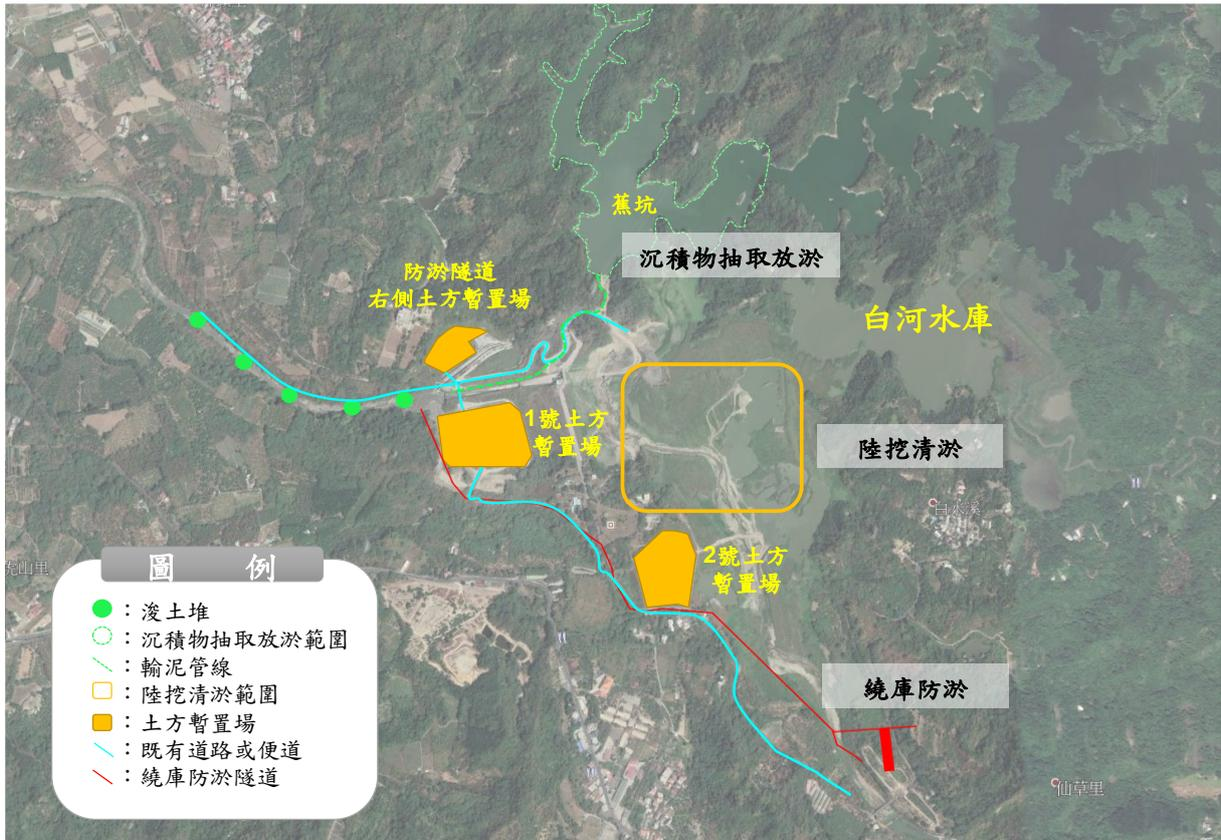 蕉坑
沉積物抽取放淤
防淤隧道
右側土方暫置場
白河水庫
1號土方
暫置場
陸挖清淤
白水溪
2號土方
暫置場
繞庫防淤
仙草里
圖 例
：浚土堆
：沉積物抽取放淤範圍
：輸泥管線
：陸挖清淤範圍
：土方暫置場
：既有道路或便道
：繞庫防淤隧道